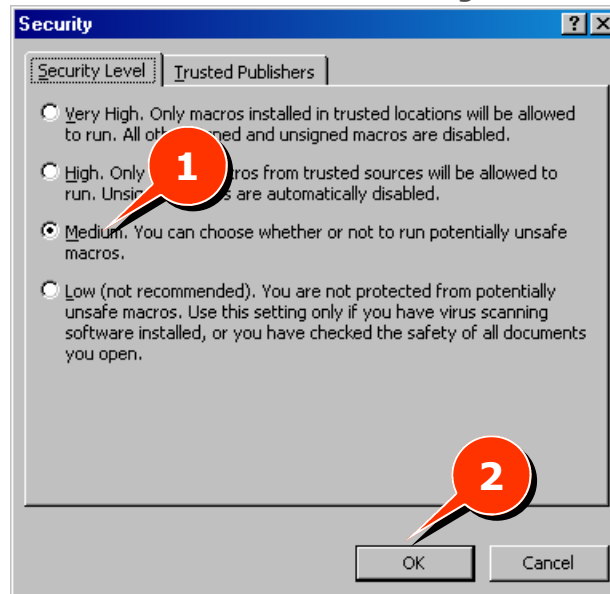 Security
Security Level Trusted Publishers
Very High. Only macros installed in trusted locations will be allowed
to run. All and unsigned macros are disabled.
1
High. Only from trusted sources will be allowed to
run. are automatically disabled.
Medium. You can choose whether or not to run potentially unsafe
macros.
Low (not recommended). You are not protected from potentially
unsafe macros. Use this setting only if you have virus scanning
software installed, or you have checked the safety of all documents
you open.
2
OK Cancel